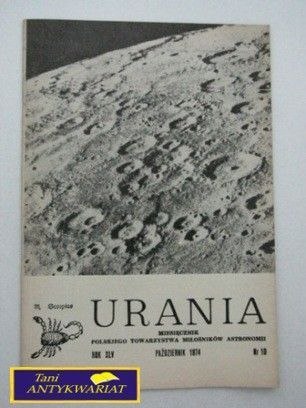 ♏ Scorpius
URANIA
MIESIĘCZNIK
POLSKIEGO TOWARZYSTWA MIŁOŚNIKÓW ASTRONOMII
ROK XLV PAŹDZIERNIK 1974 Nr 10
Tani
ANTYKWARIAT